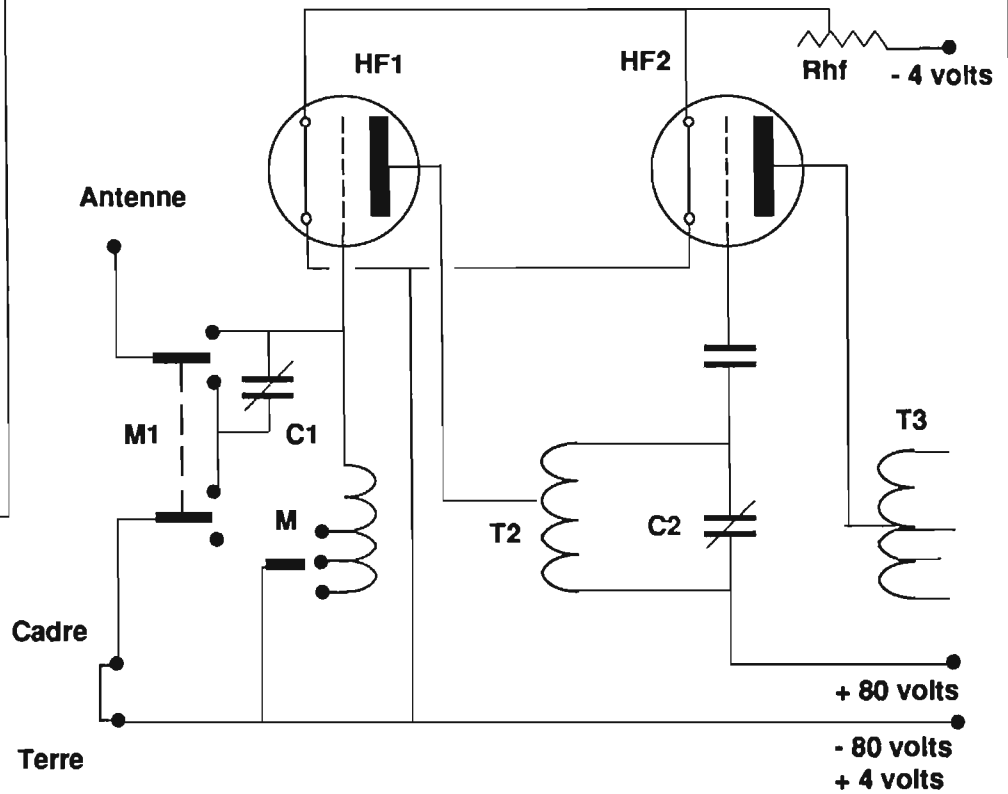 HF1
HF2
Rhf
- 4 volts
Antenne
M1
C1
M
T2
C2
T3
Cadre
+ 80 volts
Terre
- 80 volts
+ 4 volts